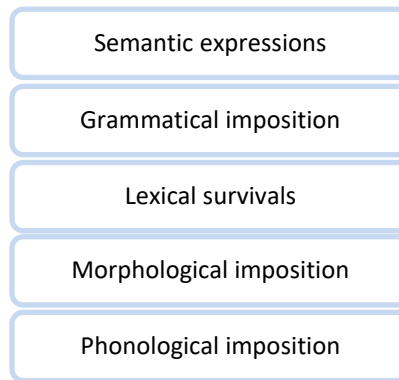 Semantic expressions
Grammatical imposition
Lexical survivals
Morphological imposition
Phonological imposition